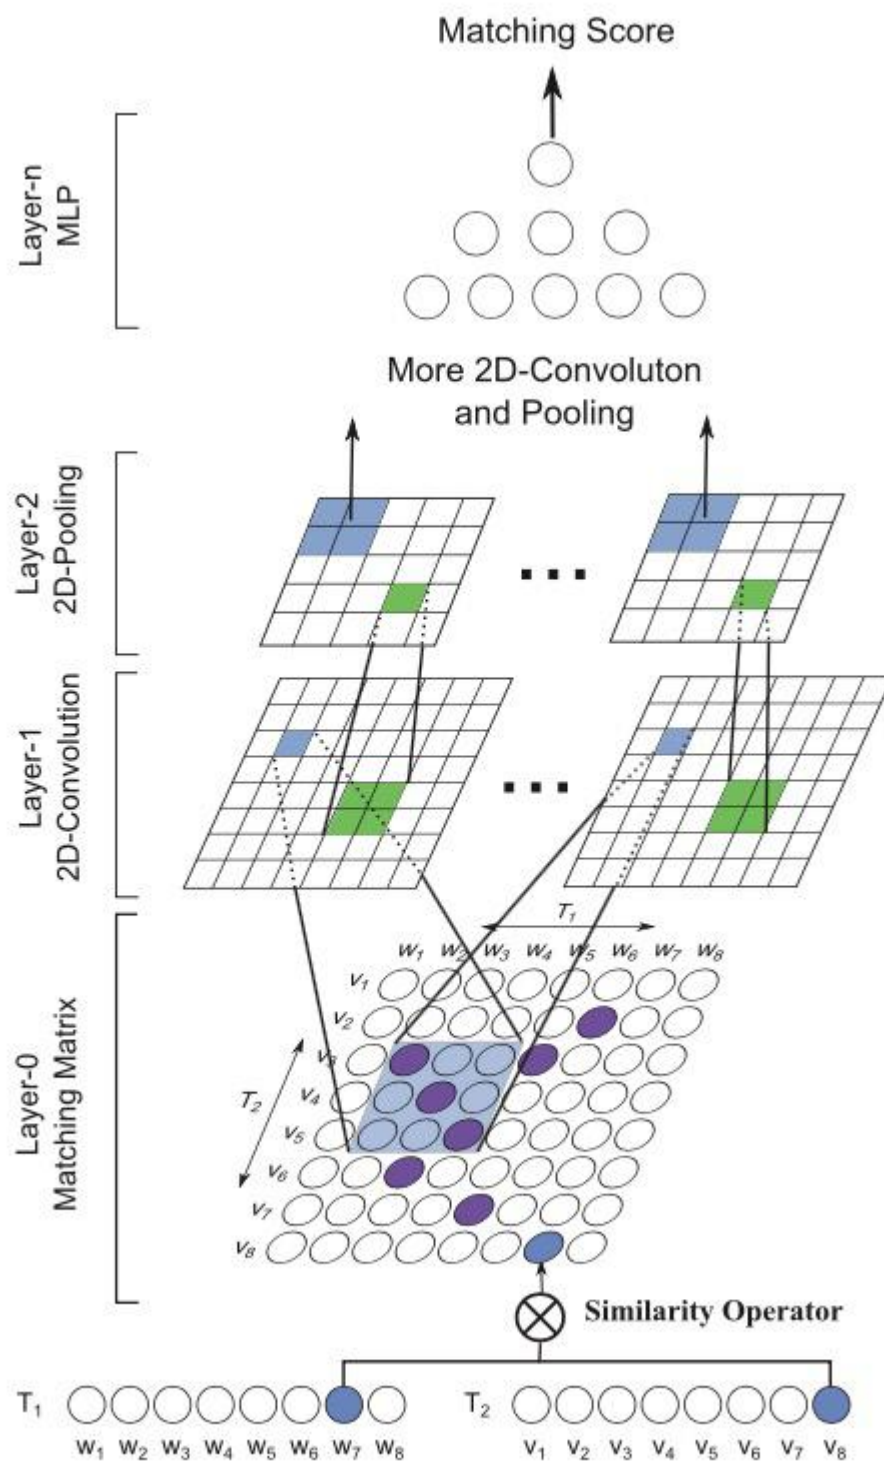 Matching Score
Layer-n
MLP
More 2D-Convoluton
and Pooling
Layer-2
2D-Pooling
Layer-1
2D-Convolution
Layer-0
Matching Matrix
T₁
w₁ w₂ w₃ w₄ w₅ w₆ w₇ w₈
v₁
v₂
v₃
v₄
v₅
v₆
v₇
v₈
T₂
Similarity Operator
T₁
w₁ w₂ w₃ w₄ w₅ w₆ w₇ w₈
T₂
v₁ v₂ v₃ v₄ v₅ v₆ v₇ v₈